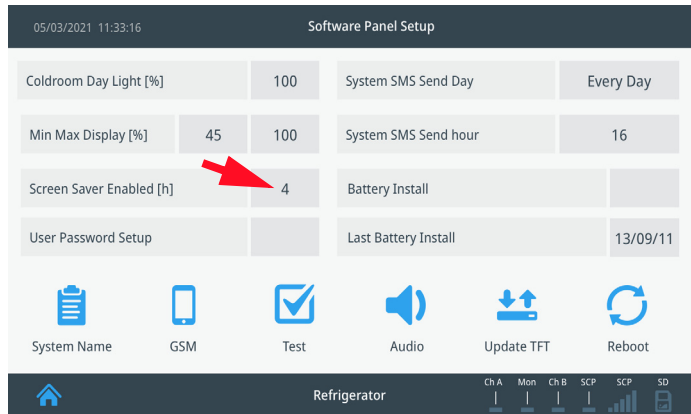 05/03/2021 11:33:16 Software Panel Setup
Coldroom Day Light [%] 100 System SMS Send Day Every Day
Min Max Display [%] 45 100 System SMS Send hour 16
Screen Saver Enabled [h] 4 Battery Install
User Password Setup Last Battery Install 13/09/11
System Name GSM Test Audio Update TFT Reboot
Ch A Mon Ch B SCP SCP SD
Refrigerator